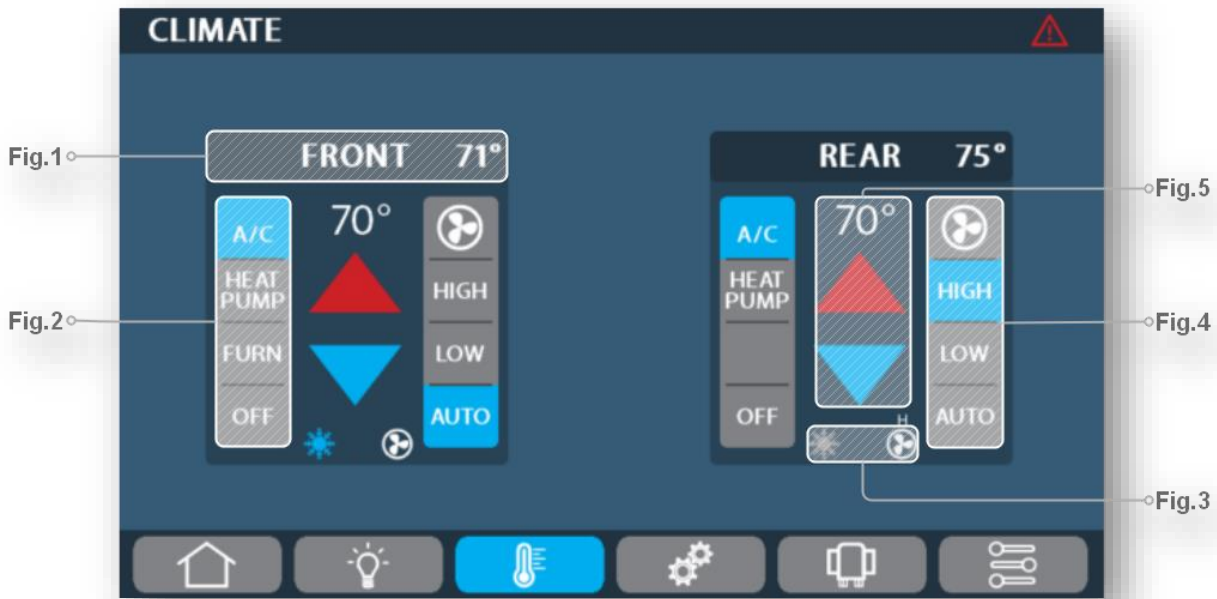 CLIMATE
Fig.1
FRONT 71°
REAR 75°
Fig.5
A/C
70°
HEAT
PUMP
HIGH
Fig.2
FURN
LOW
OFF
AUTO
A/C
70°
HEAT
PUMP
HIGH
Fig.4
LOW
OFF
H
AUTO
Fig.3